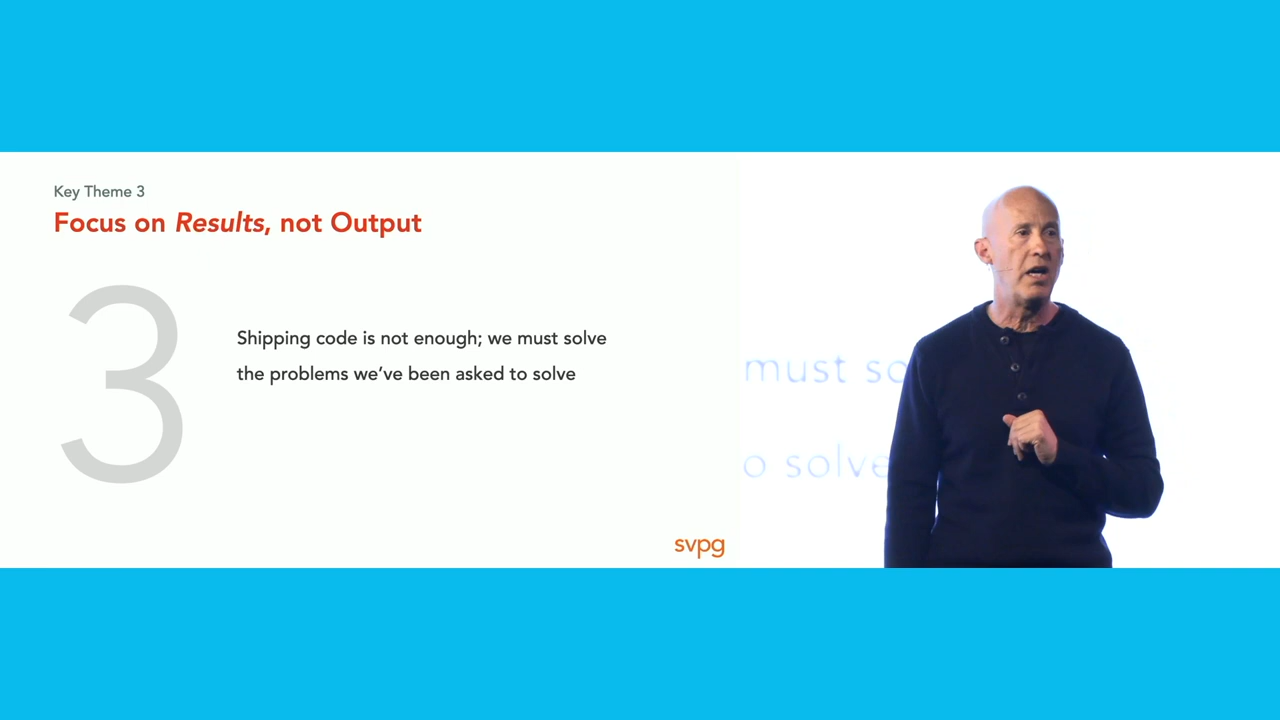 Key Theme 3
Focus on Results, not Output
3
Shipping code is not enough; we must solve
the problems we've been asked to solve
svpg
must so
o solve